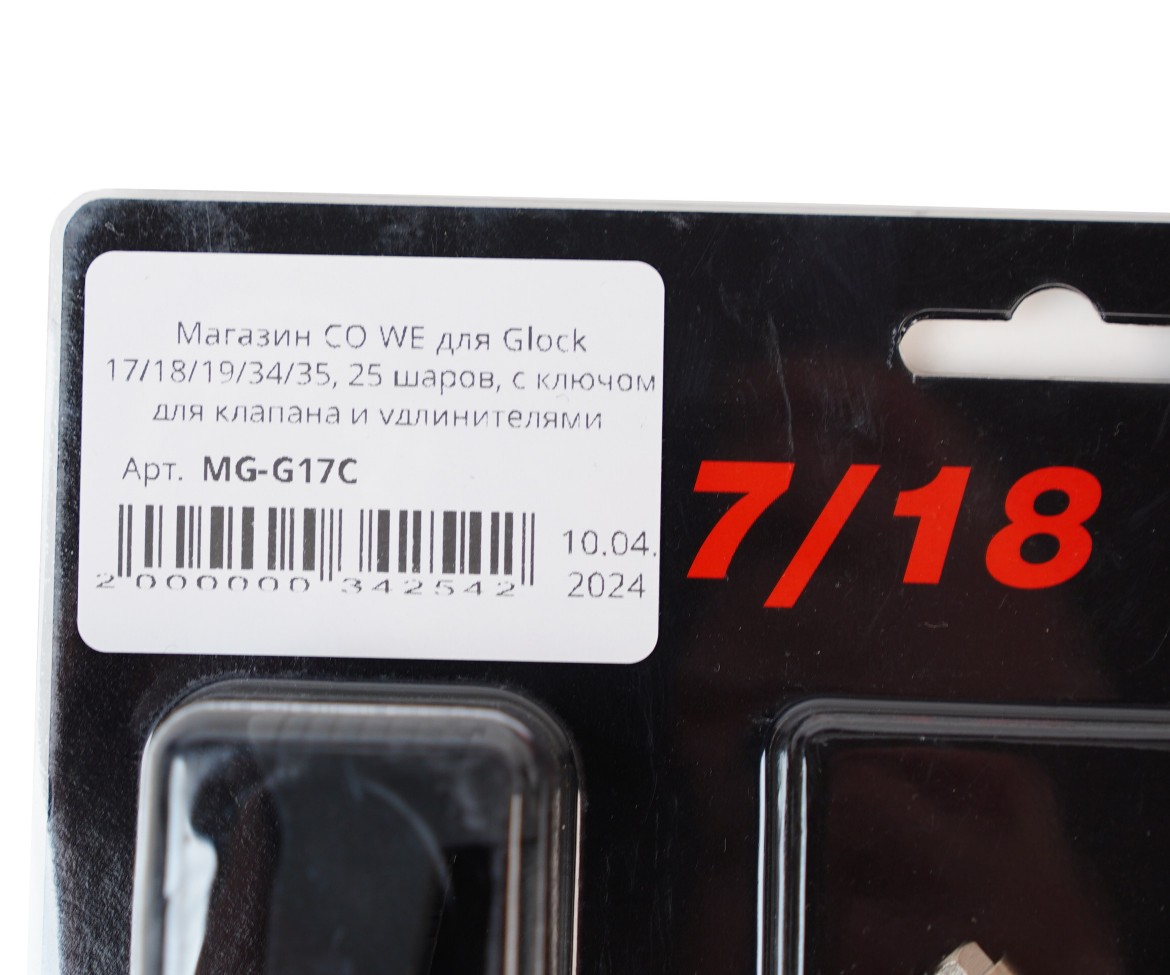 Магазин CO WE для Glock
17/18/19/34/35, 25 шаров, с ключом
для клапана и удлинителями
Арт. MG-G17C
10.04.
2024
2 000000 342542
7/18